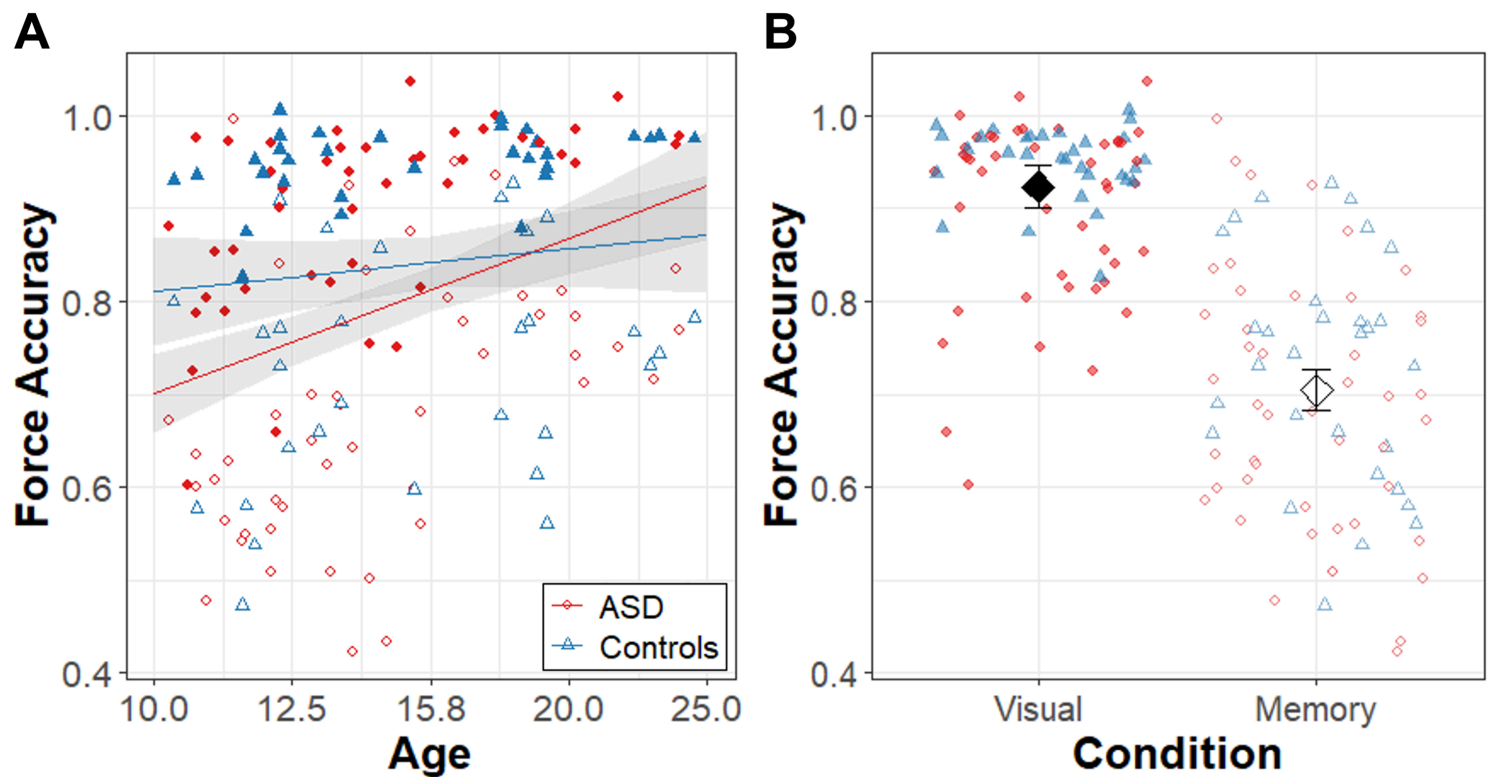 A
Force Accuracy
1.0
0.8
0.6
0.4
10.0 12.5 15.8 20.0 25.0
Age
ASD
Controls
B
Force Accuracy
1.0
0.8
0.6
0.4
Visual Memory
Condition